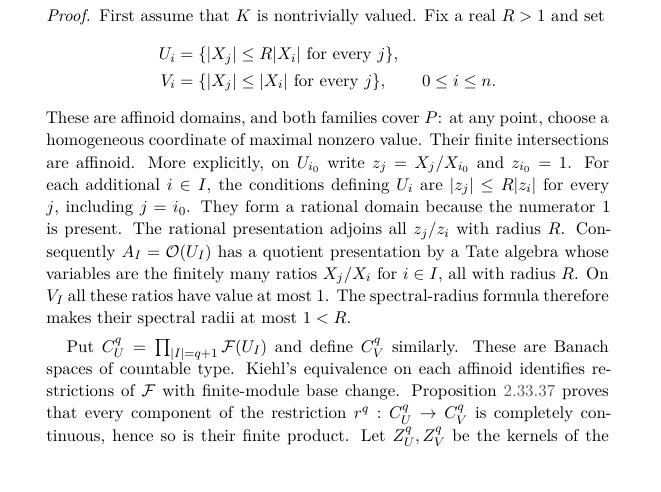 Proof. First assume that K is nontrivially valued. Fix a real R > 1 and set
U_i = {|X_j| ≤ R|X_i| for every j},
V_i = {|X_j| ≤ |X_i| for every j},  0 ≤ i ≤ n.
These are affinoid domains, and both families cover P: at any point, choose a
homogeneous coordinate of maximal nonzero value. Their finite intersections
are affinoid. More explicitly, on U_{i_0} write z_j = X_j/X_{i_0} and z_{i_0} = 1. For
each additional i ∈ I, the conditions defining U_i are |z_j| ≤ R|z_i| for every
j, including j = i_0. They form a rational domain because the numerator 1
is present. The rational presentation adjoins all z_j/z_i with radius R. Con-
sequently A_I = O(U_I) has a quotient presentation by a Tate algebra whose
variables are the finitely many ratios X_j/X_i for i ∈ I, all with radius R. On
V_I all these ratios have value at most 1. The spectral-radius formula therefore
makes their spectral radii at most 1 < R.
Put C_U^q = ∏_{|I|=q+1} F(U_I) and define C_V^q similarly. These are Banach
spaces of countable type. Kiehl's equivalence on each affinoid identifies re-
strictions of F with finite-module base change. Proposition 2.33.37 proves
that every component of the restriction r^q : C_U^q → C_V^q is completely con-
tinuous, hence so is their finite product. Let Z_U^q, Z_V^q be the kernels of the